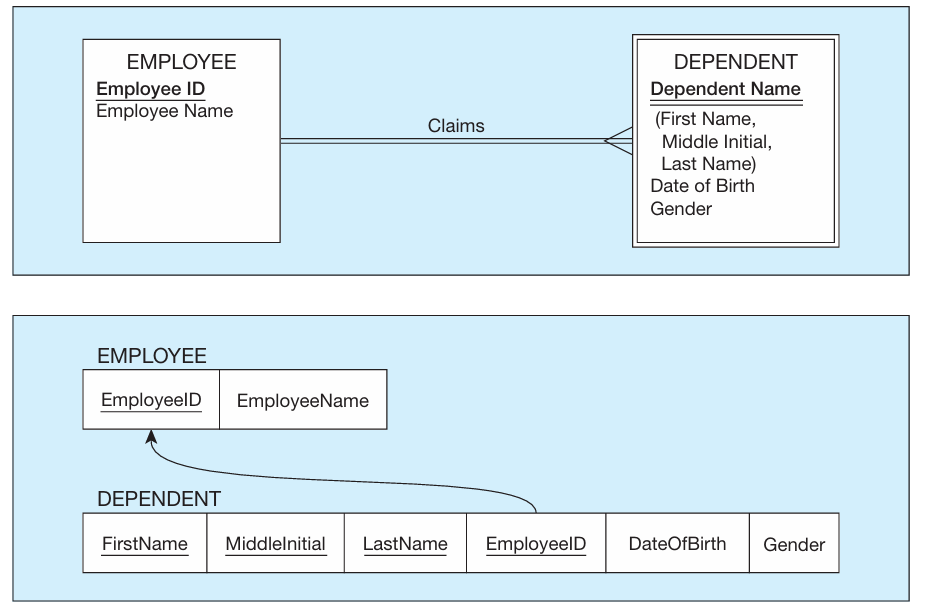 EMPLOYEE
Employee ID
Employee Name
Claims
DEPENDENT
Dependent Name
(First Name,
Middle Initial,
Last Name)
Date of Birth
Gender
EMPLOYEE
EmployeeID EmployeeName
DEPENDENT
FirstName MiddleInitial LastName EmployeeID DateOfBirth Gender